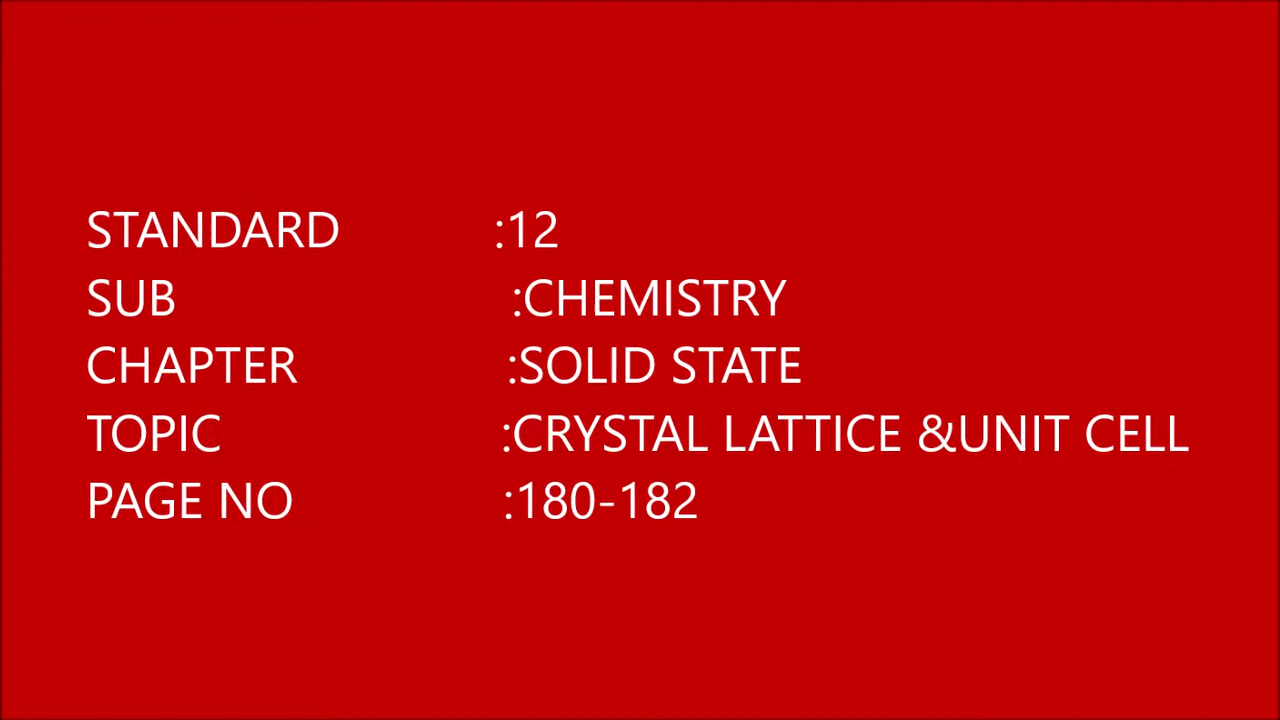 STANDARD :12
SUB :CHEMISTRY
CHAPTER :SOLID STATE
TOPIC :CRYSTAL LATTICE &UNIT CELL
PAGE NO :180-182